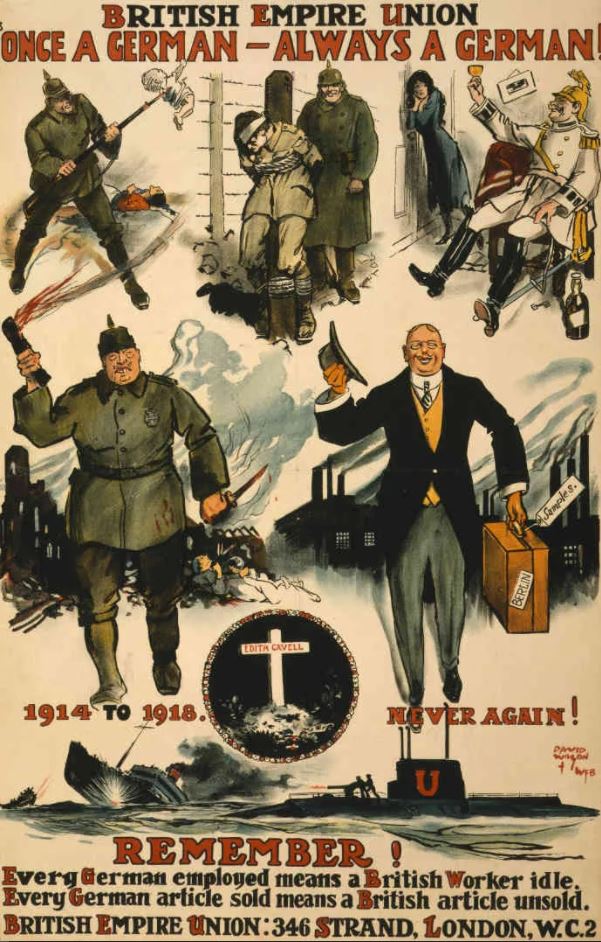 BRITISH EMPIRE UNION
"ONCE A GERMAN – ALWAYS A GERMAN!
Samples.
BERLIN
EDITH CAVELL
1914 TO 1918.
NEVER AGAIN!
DAVID WILSON
+ WFB
U
REMEMBER!
Every German employed means a British Worker idle.
Every German article sold means a British article unsold.
BRITISH EMPIRE UNION: 346 STRAND, LONDON, W.C.2